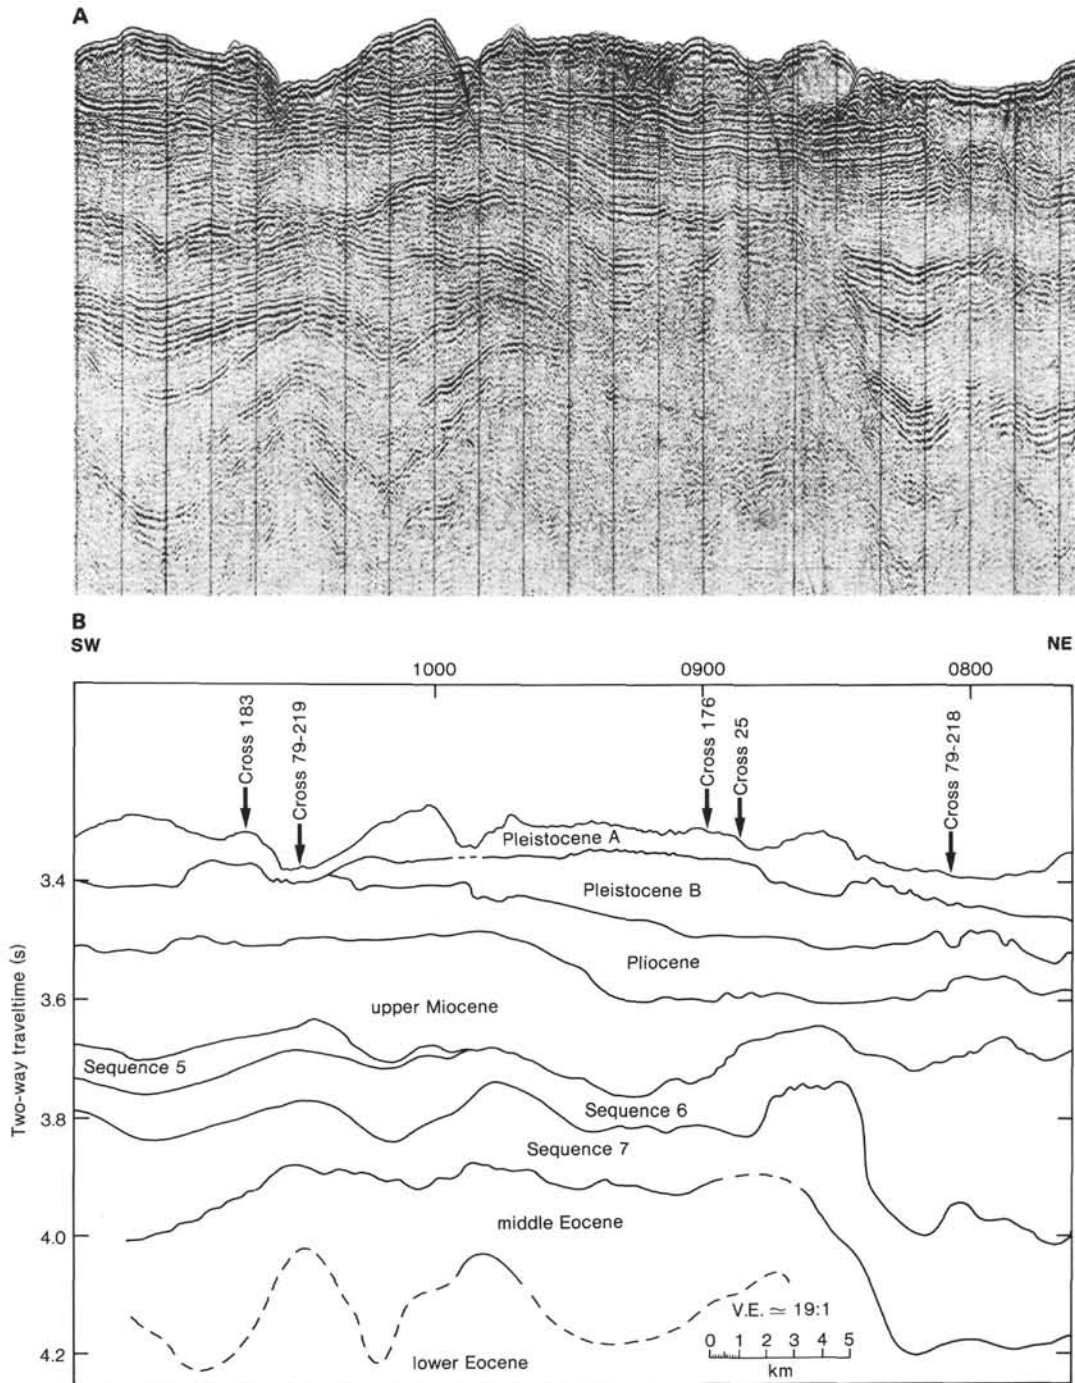 A
B
SW
NE
1000
0900
0800
Cross 183
Cross 79-219
Cross 176
Cross 25
Cross 79-218
Pleistocene A
3.4
Pleistocene B
Pliocene
3.6
upper Miocene
Sequence 5
Sequence 6
3.8
Sequence 7
middle Eocene
4.0
V.E. ≃ 19:1
0 1 2 3 4 5
km
lower Eocene
4.2
Two-way traveltime (s)